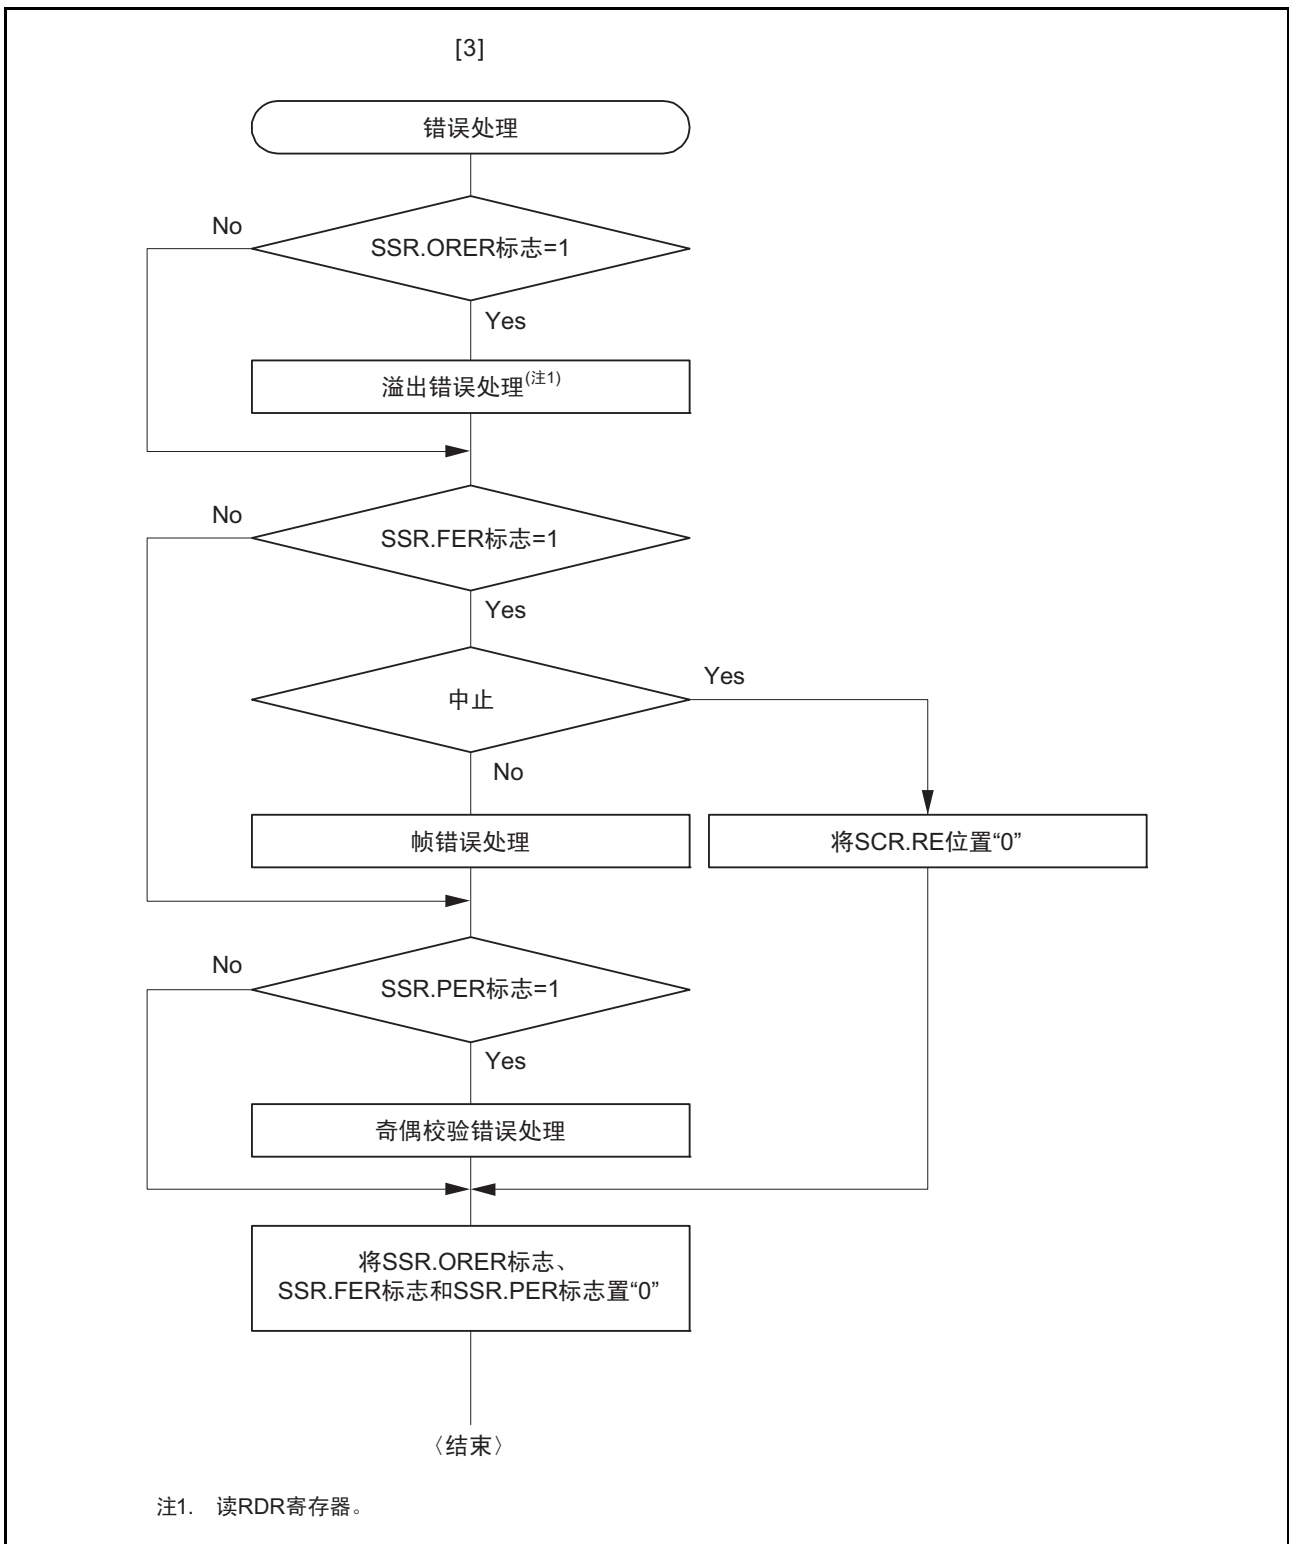 [3]
错误处理
No
SSR.ORER标志=1
Yes
溢出错误处理(注1)
No
SSR.FER标志=1
Yes
Yes
中止
No
帧错误处理
将SCR.RE位置“0”
No
SSR.PER标志=1
Yes
奇偶校验错误处理
将SSR.ORER标志、
SSR.FER标志和SSR.PER标志置“0”
〈结束〉
注1. 读RDR寄存器。